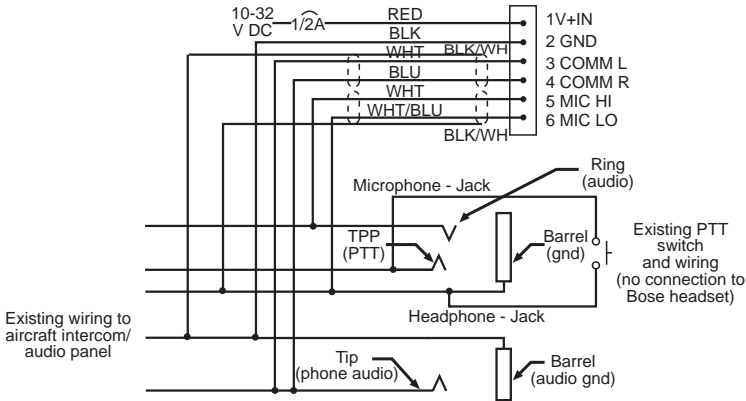 10-32
V DC
1/2A
RED
1V+IN
BLK
2 GND
WHT
BLK/WH
3 COMM L
BLU
4 COMM R
WHT
5 MIC HI
WHT/BLU
6 MIC LO
BLK/WH
Ring
(audio)
Microphone - Jack
TPP
(PTT)
Barrel
(gnd)
Existing PTT
switch
and wiring
(no connection to
Bose headset)
Headphone - Jack
Existing wiring to
aircraft intercom/
audio panel
Tip
(phone audio)
Barrel
(audio gnd)